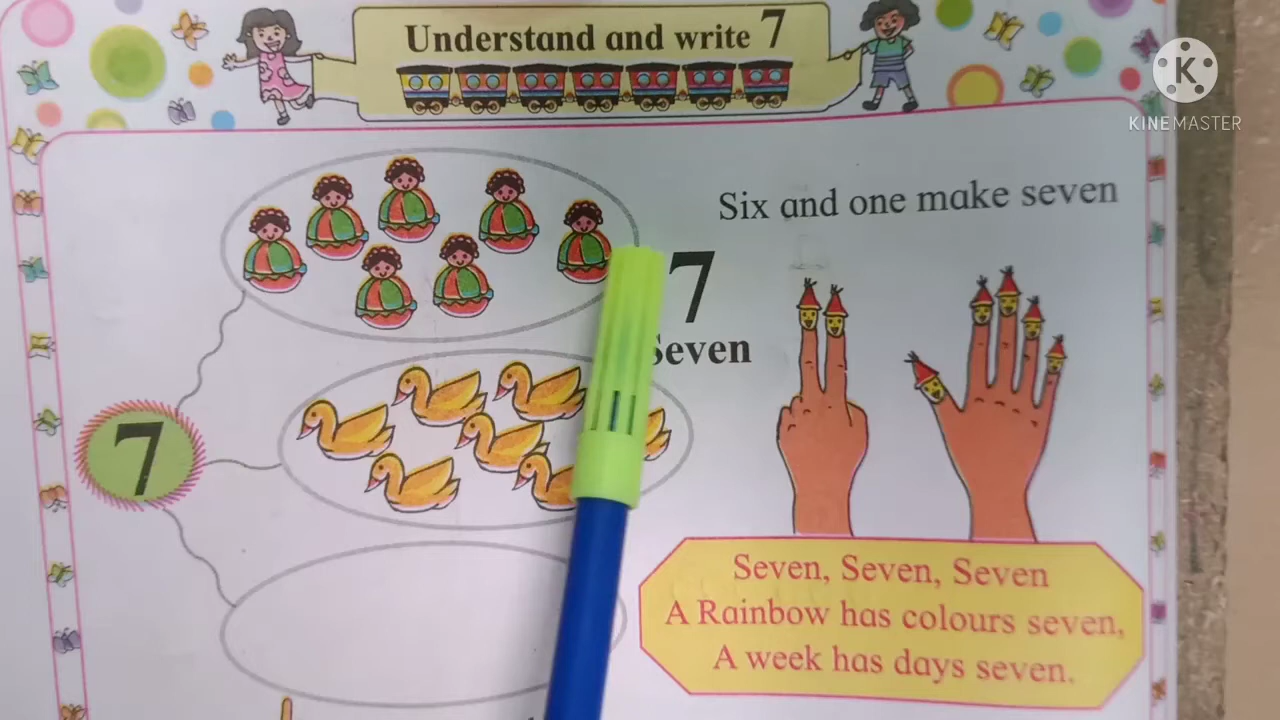 Understand and write 7
K
KINEMASTER
Six and one make seven
7
Seven
7
Seven, Seven, Seven
A Rainbow has colours seven,
A week has days seven.